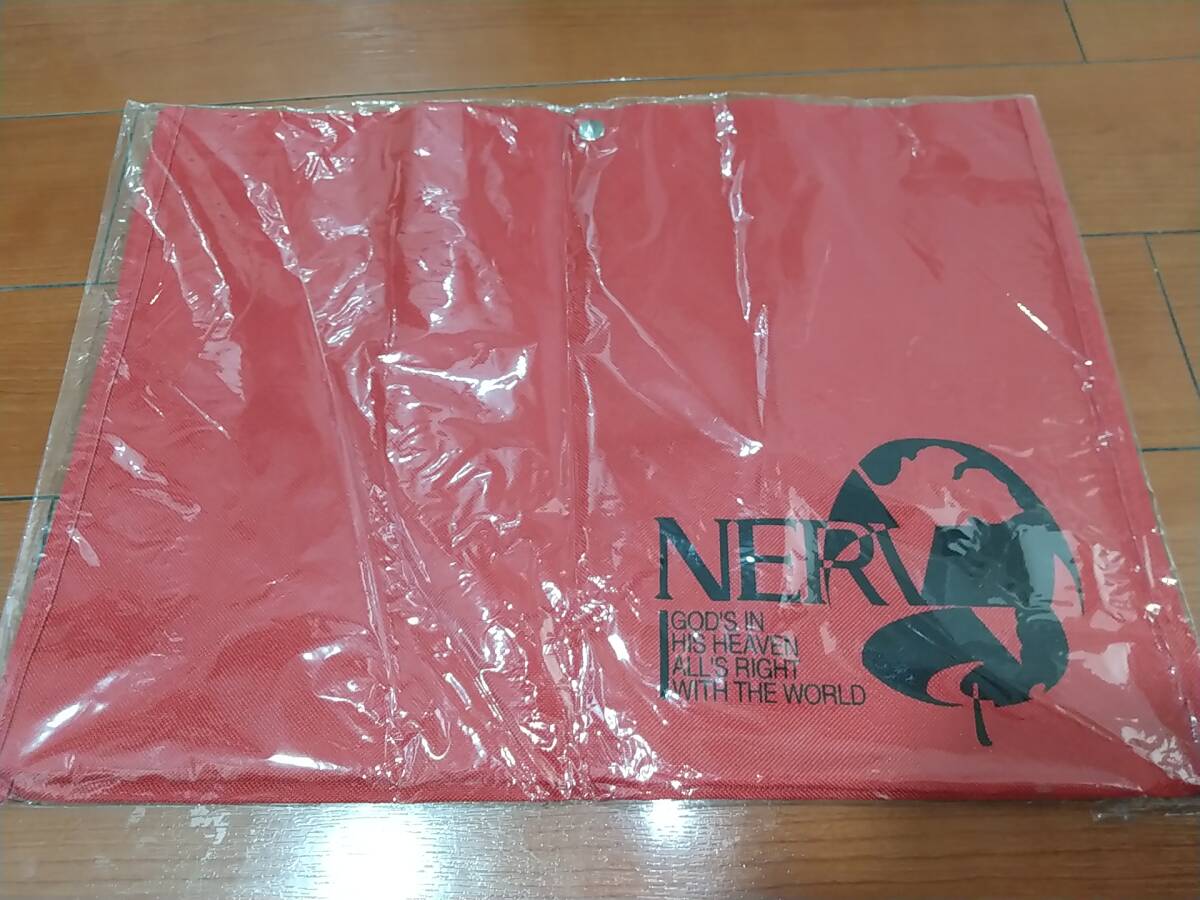 NERV
GOD'S IN
HIS HEAVEN
ALL'S RIGHT
WITH THE WORLD